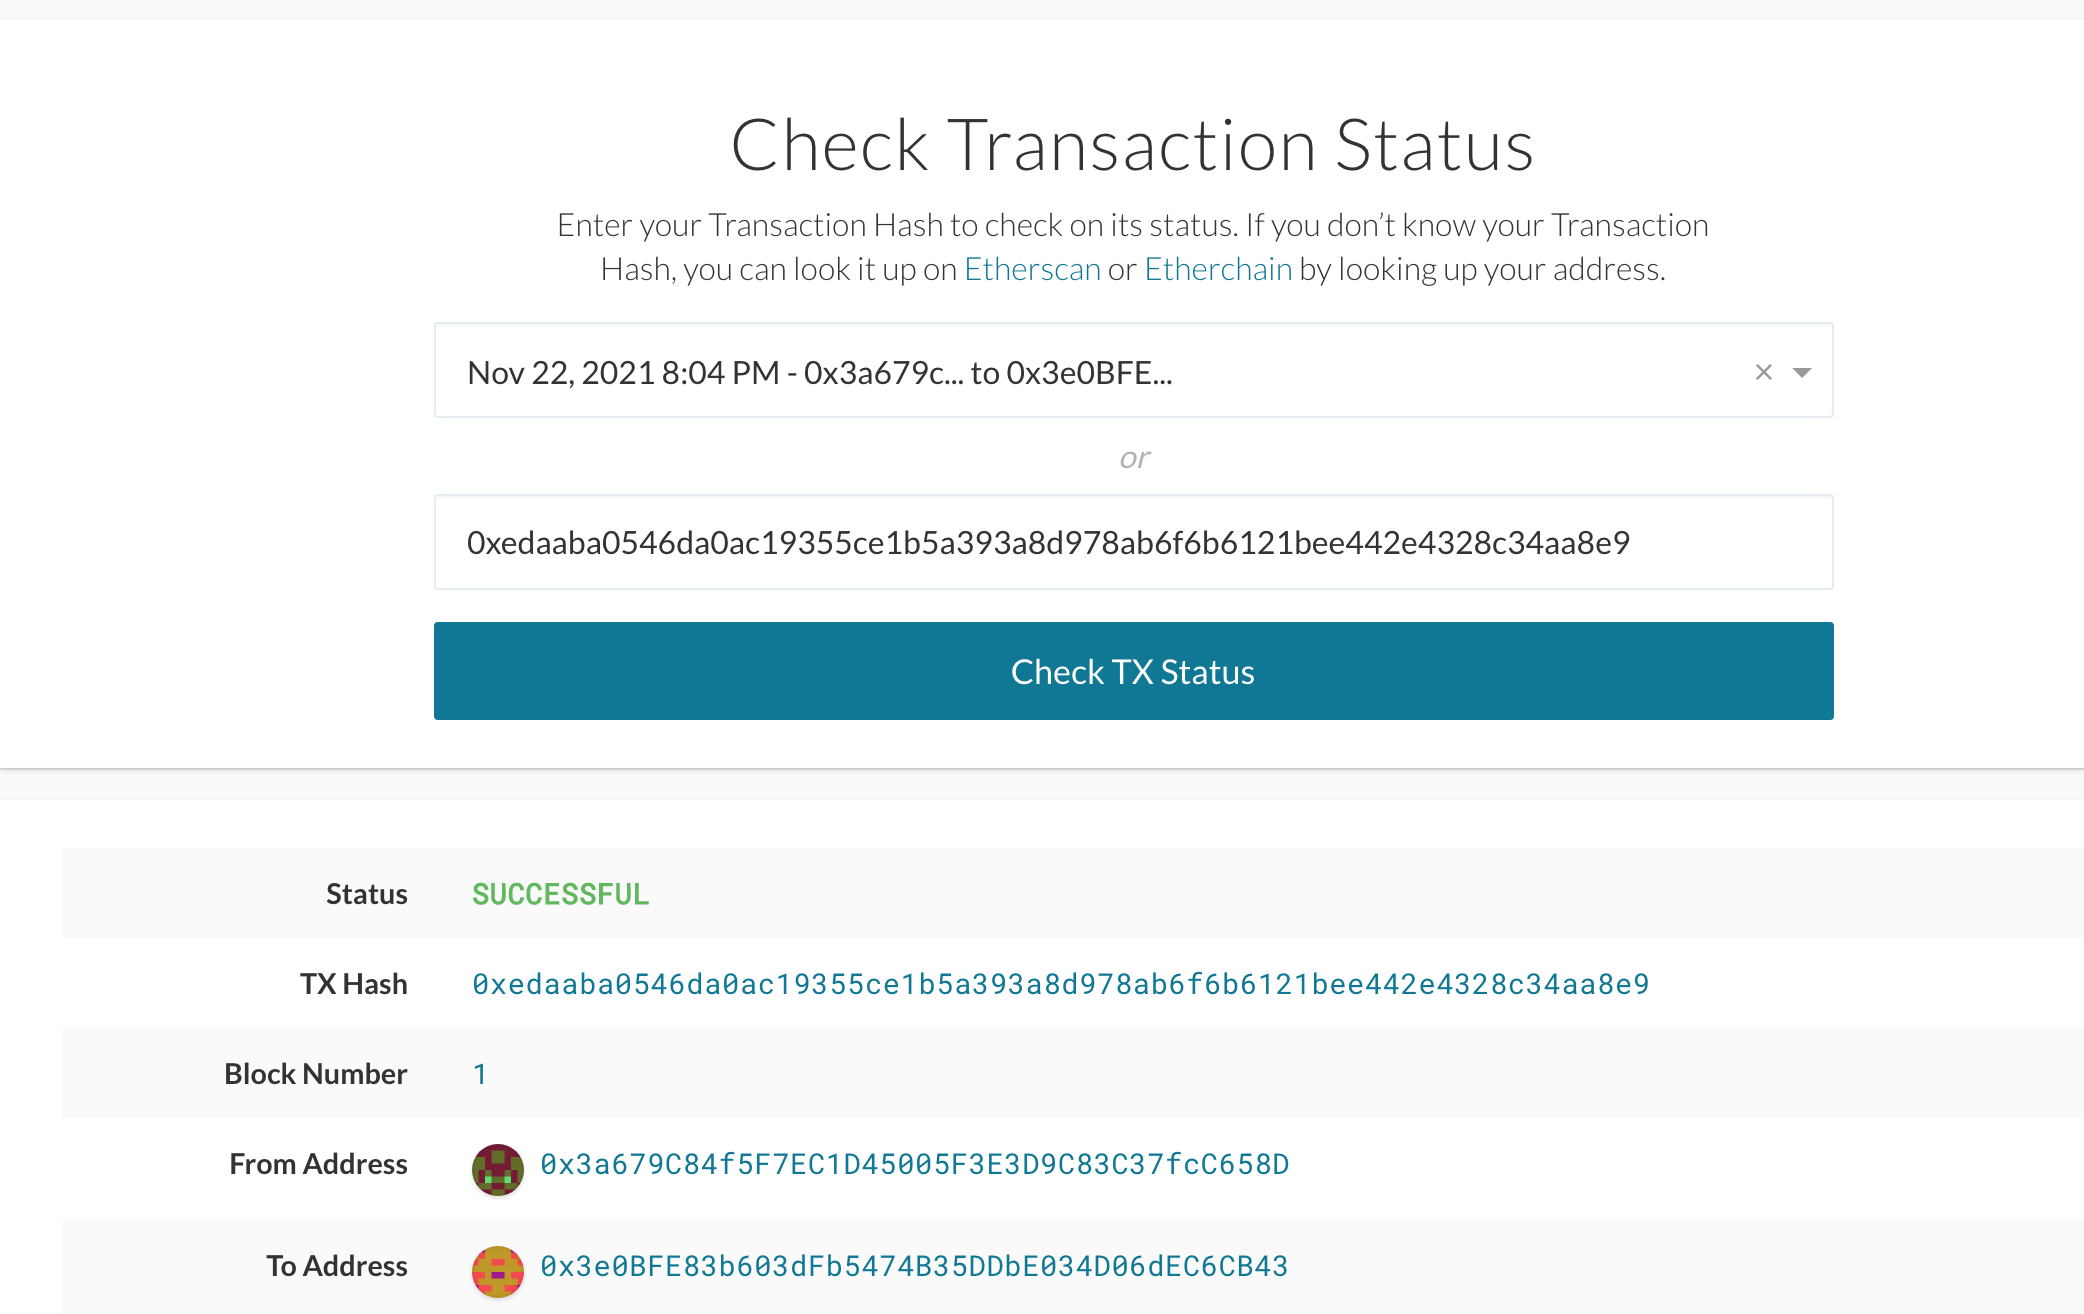 Check Transaction Status
Enter your Transaction Hash to check on its status. If you don’t know your Transaction
Hash, you can look it up on Etherscan or Etherchain by looking up your address.
Nov 22, 2021 8:04 PM - 0x3a679c... to 0x3e0BFE...
or
0xedaaba0546da0ac19355ce1b5a393a8d978ab6f6b6121bee442e4328c34aa8e9
Check TX Status
Status SUCCESSFUL
TX Hash 0xedaaba0546da0ac19355ce1b5a393a8d978ab6f6b6121bee442e4328c34aa8e9
Block Number 1
From Address 0x3a679C84f5F7EC1D45005F3E3D9C83C37fcC658D
To Address 0x3e0BFE83b603dFb5474B35DDbE034D06dEC6CB43